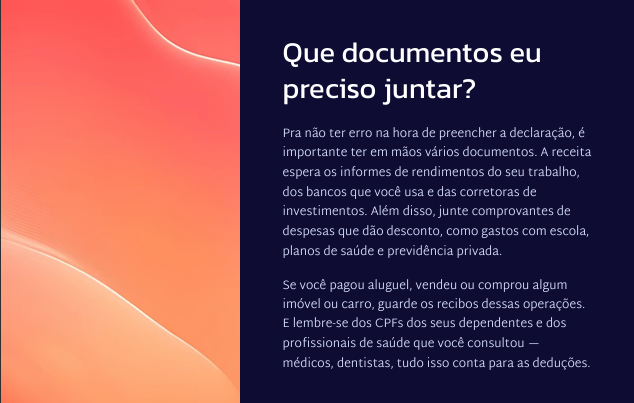 Que documentos eu
preciso juntar?
Pra não ter erro na hora de preencher a declaração, é
importante ter em mãos vários documentos. A receita
espera os informes de rendimentos do seu trabalho,
dos bancos que você usa e das corretoras de
investimentos. Além disso, junte comprovantes de
despesas que dão desconto, como gastos com escola,
planos de saúde e previdência privada.
Se você pagou aluguel, vendeu ou comprou algum
imóvel ou carro, guarde os recibos dessas operações.
E lembre-se dos CPFs dos seus dependentes e dos
profissionais de saúde que você consultou —
médicos, dentistas, tudo isso conta para as deduções.